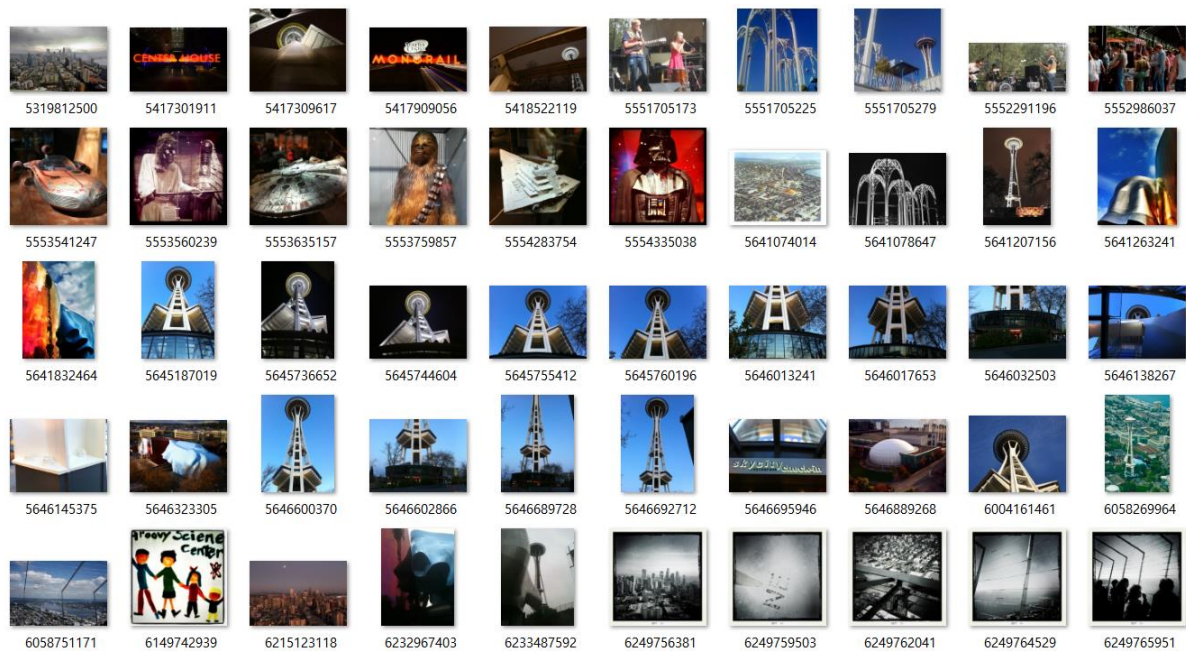 CENTER HOUSE
MONORAIL
5319812500 5417301911 5417309617 5417909056 5418522119 5551705173 5551705225 5551705279 5552291196 5552986037
5553541247 5553560239 5553635157 5553759857 5554283754 5554335038 5641074014 5641078647 5641207156 5641263241
5641832464 5645187019 5645736652 5645744604 5645755412 5645760196 5646013241 5646017653 5646032503 5646138267
skycity
5646145375 5646323305 5646600370 5646602866 5646689728 5646692712 5646695946 5646889268 6004161461 6058269964
Groovy Sciene
Center
6058751171 6149742939 6215123118 6232967403 6233487592 6249756381 6249759503 6249762041 6249764529 6249765951